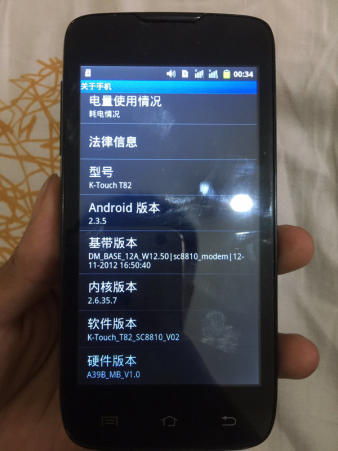 00:34
关于手机
电量使用情况
耗电情况
法律信息
型号
K-Touch T82
Android 版本
2.3.5
基带版本
DM_BASE_12A_W12.50|sc8810_modem|12-
11-2012 16:50:40
内核版本
2.6.35.7
软件版本
K-Touch_T82_SC8810_V02
硬件版本
A39B_MB_V1.0